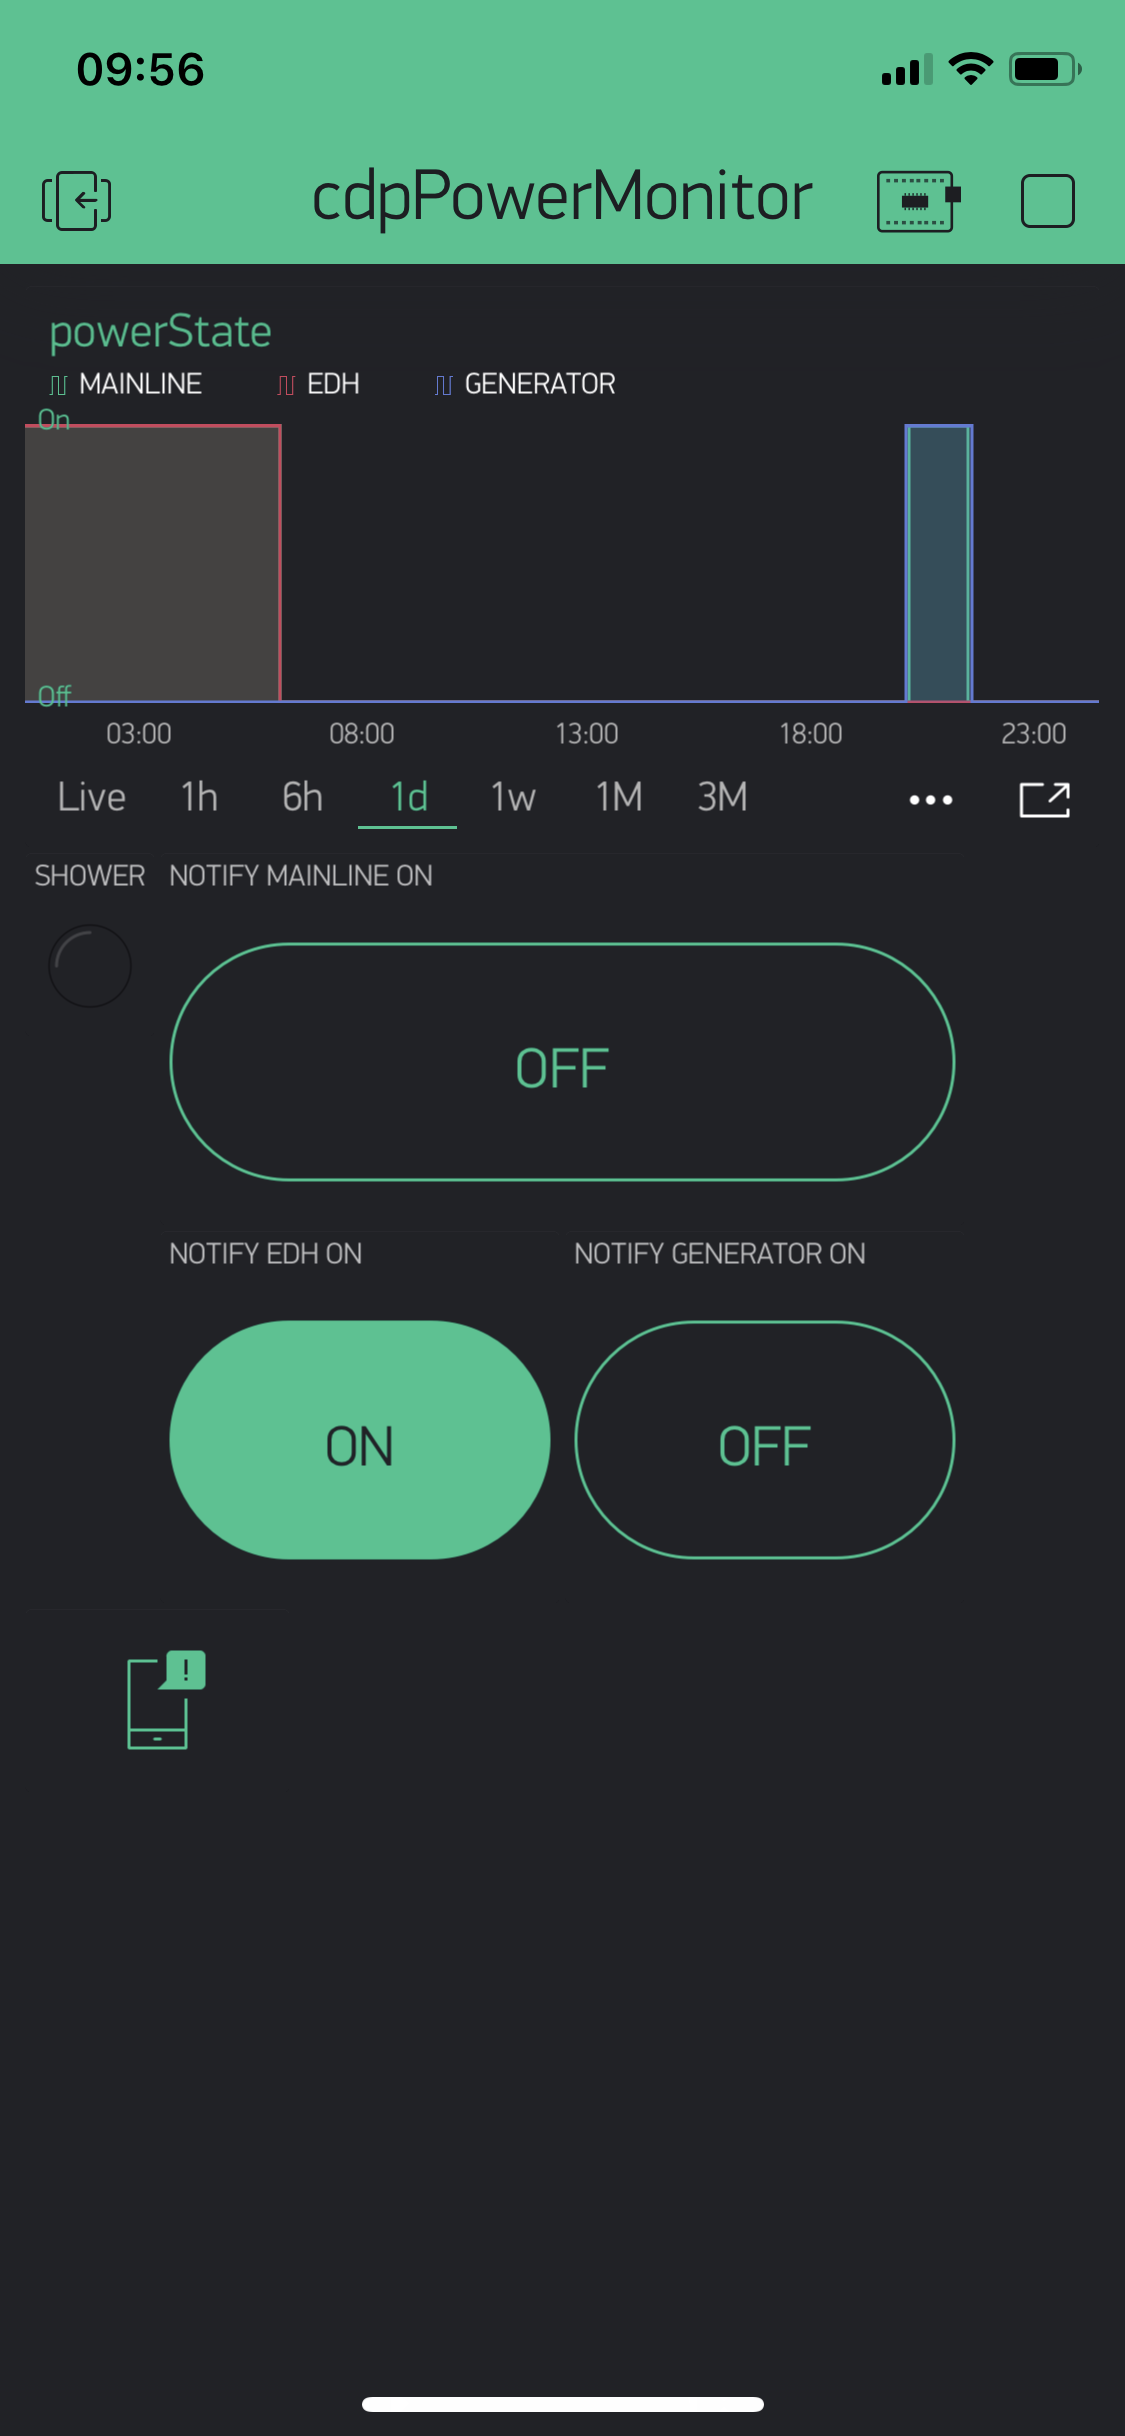 09:56
cdpPowerMonitor
powerState
MAINLINE EDH GENERATOR
On
Off
03:00 08:00 13:00 18:00 23:00
Live 1h 6h 1d 1w 1M 3M
SHOWER NOTIFY MAINLINE ON
OFF
NOTIFY EDH ON NOTIFY GENERATOR ON
ON OFF
!